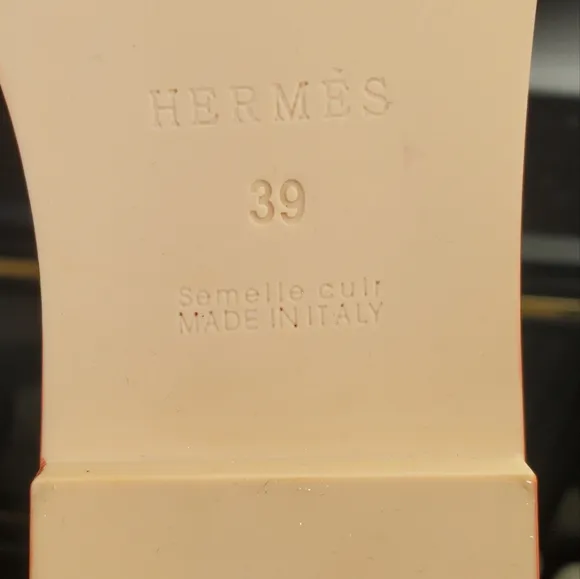 HERMÈS
39
Semelle cuir
MADE IN ITALY